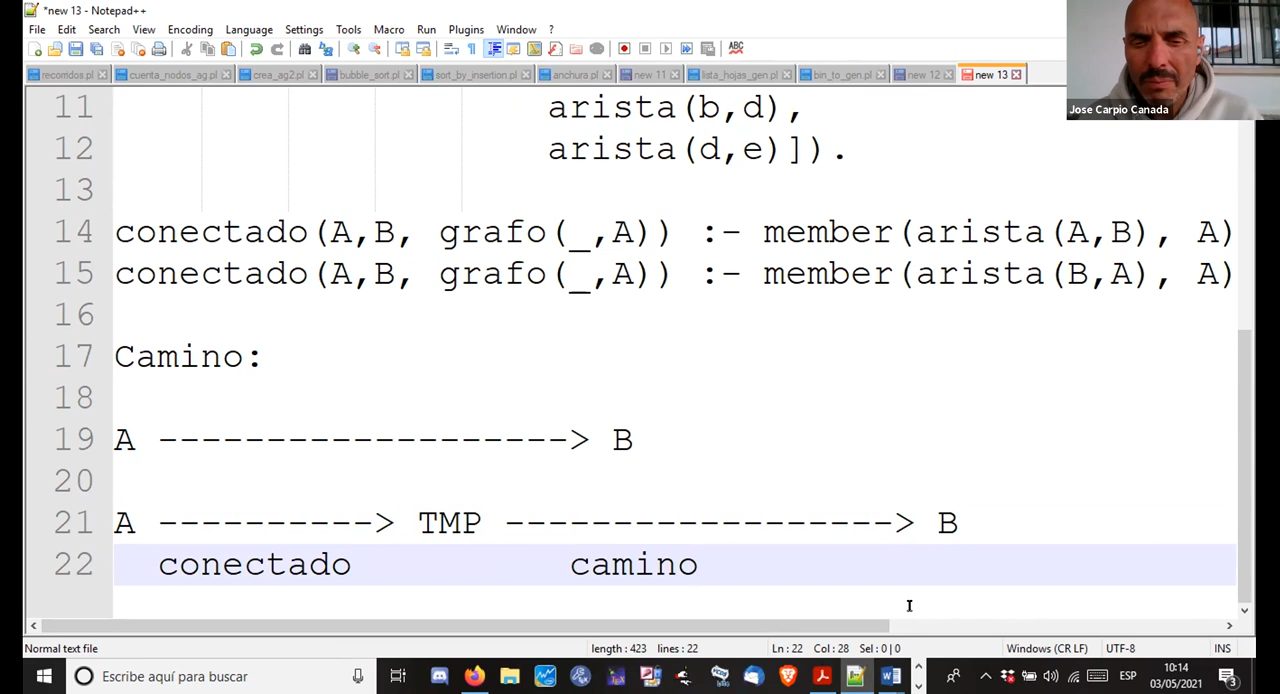 *new 13 - Notepad++
File Edit Search View Encoding Language Settings Tools Macro Run Plugins Window ?
recorridos.pl cuenta_nodos_ag.pl crea_ag2.pl bubble_sort.pl sort_by_insertion.pl anchura.pl new 11 lista_hojas_gen.pl bin_to_gen.pl new 12 new 13
Jose Carpio Canada
11 arista(b,d),
12 arista(d,e)]).
13
14 conectado(A,B, grafo(_,A)) :- member(arista(A,B), A)
15 conectado(A,B, grafo(_,A)) :- member(arista(B,A), A)
16
17 Camino:
18
19 A -------------------> B
20
21 A ----------> TMP ------------------> B
22 conectado camino
Normal text file length : 423 lines : 22 Ln : 22 Col : 28 Sel : 0 | 0 Windows (CR LF) UTF-8 INS
Escribe aquí para buscar ESP 10:14
03/05/2021 3